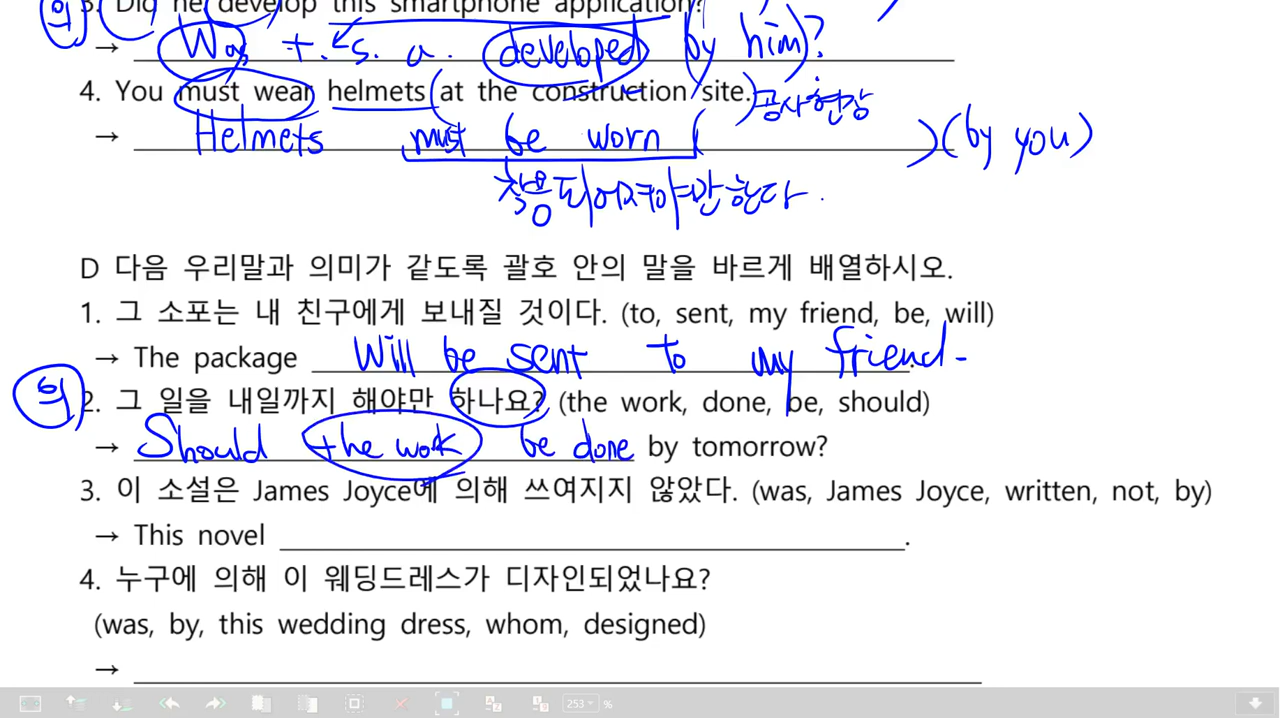 의 3. Did he develop this smartphone application?
→ Was t. s. a. developed (by him)?
4. You must wear helmets (at the construction site.) 공사현장
→ Helmets must be worn ( ) (by you)
착용되어져야만 한다.
D 다음 우리말과 의미가 같도록 괄호 안의 말을 바르게 배열하시오.
1. 그 소포는 내 친구에게 보내질 것이다. (to, sent, my friend, be, will)
→ The package will be sent to my friend.
의 2. 그 일을 내일까지 해야만 하나요? (the work, done, be, should)
→ Should the work be done by tomorrow?
3. 이 소설은 James Joyce에 의해 쓰여지지 않았다. (was, James Joyce, written, not, by)
→ This novel ____.
4. 누구에 의해 이 웨딩드레스가 디자인되었나요?
(was, by, this wedding dress, whom, designed)
→
253 %